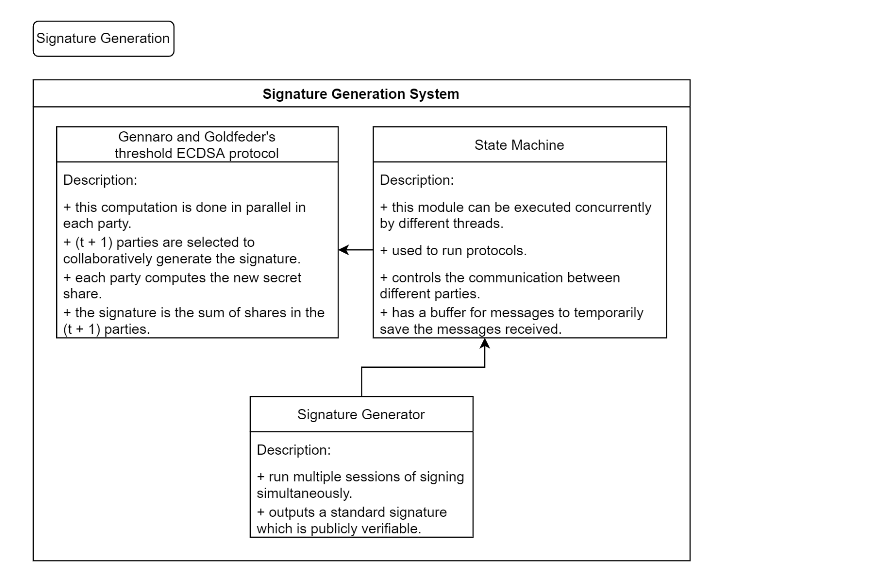 Signature Generation
Signature Generation System
Gennaro and Goldfeder's
threshold ECDSA protocol
Description:
+ this computation is done in parallel in
each party.
+ (t + 1) parties are selected to
collaboratively generate the signature.
+ each party computes the new secret
share.
+ the signature is the sum of shares in the
(t + 1) parties.
State Machine
Description:
+ this module can be executed concurrently
by different threads.
+ used to run protocols.
+ controls the communication between
different parties.
+ has a buffer for messages to temporarily
save the messages received.
Signature Generator
Description:
+ run multiple sessions of signing
simultaneously.
+ outputs a standard signature
which is publicly verifiable.